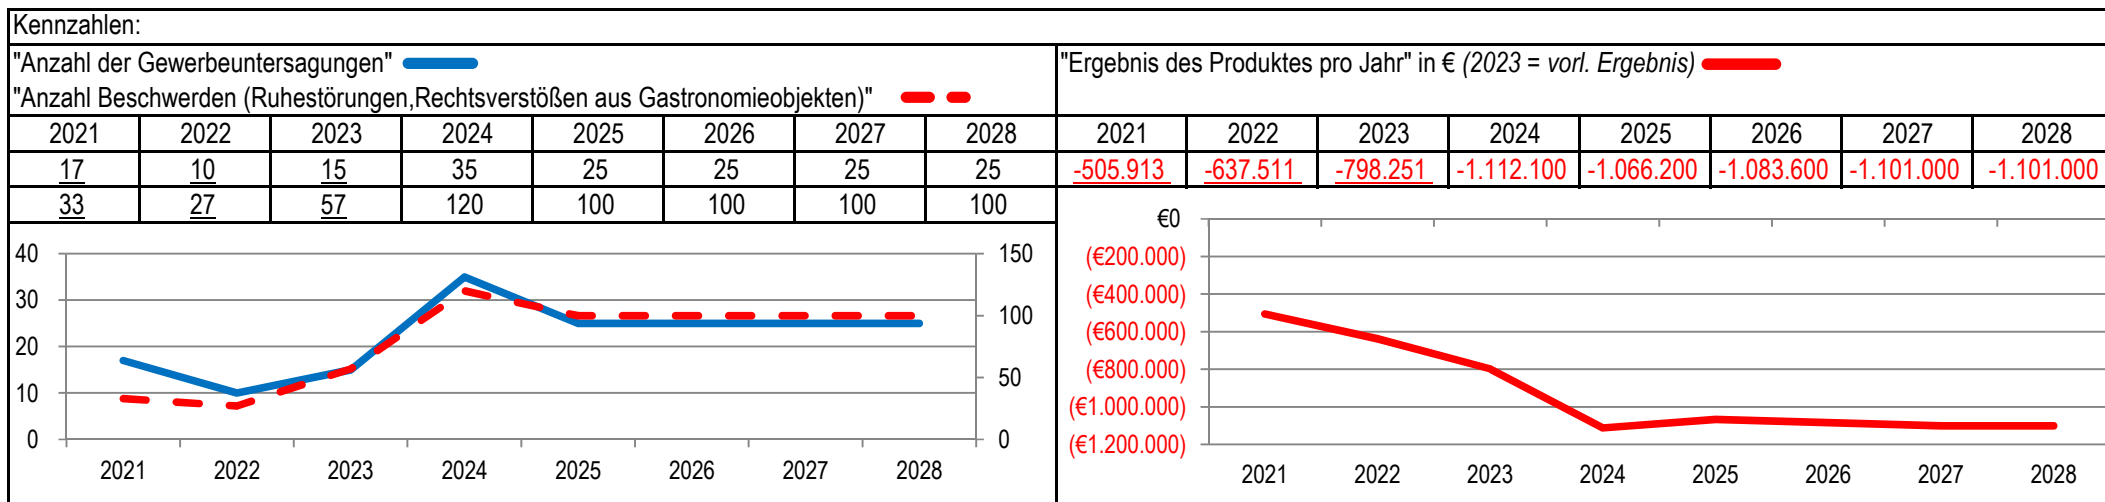 Kennzahlen:
"Anzahl der Gewerbeuntersagungen"
"Anzahl Beschwerden (Ruhestörungen,Rechtsverstößen aus Gastronomieobjekten)"
2021 2022 2023 2024 2025 2026 2027 2028
17 10 15 35 25 25 25 25
33 27 57 120 100 100 100 100
40 150
30 100
20
50
10
0 0
2021 2022 2023 2024 2025 2026 2027 2028
"Ergebnis des Produktes pro Jahr" in € (2023 = vorl. Ergebnis)
2021 2022 2023 2024 2025 2026 2027 2028
-505.913 -637.511 -798.251 -1.112.100 -1.066.200 -1.083.600 -1.101.000 -1.101.000
€0
(€200.000)
(€400.000)
(€600.000)
(€800.000)
(€1.000.000)
(€1.200.000)
2021 2022 2023 2024 2025 2026 2027 2028